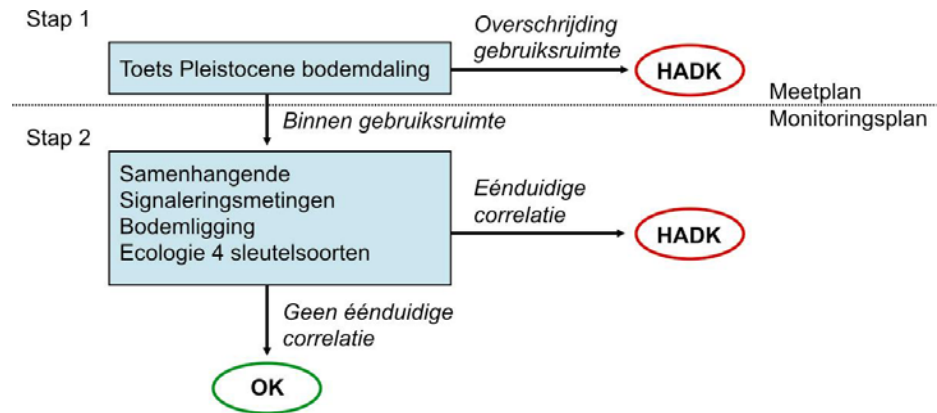 Stap 1
Overschrijding
gebruiksruimte
Toets Pleistocene bodemdaling
HADK
Meetplan
Monitoringsplan
Binnen gebruiksruimte
Stap 2
Samenhangende
Signaleringsmetingen
Bodemligging
Ecologie 4 sleutelsoorten
Eénduidige
correlatie
HADK
Geen éénduidige
correlatie
OK